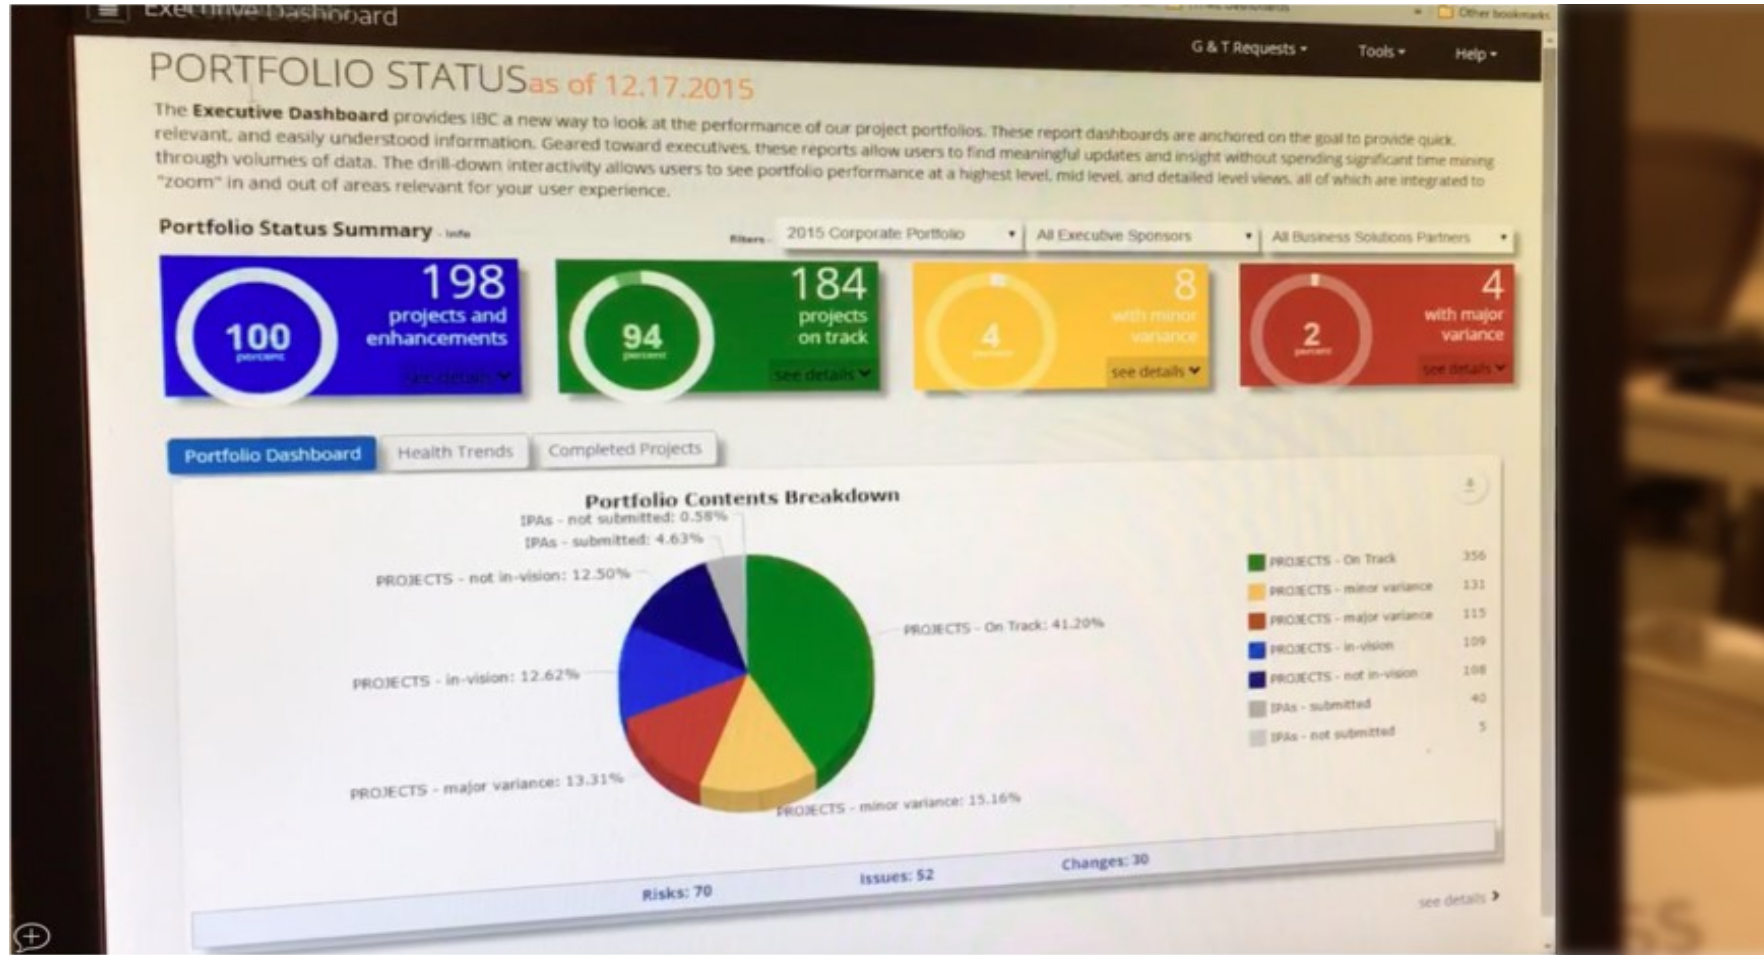 Executive Dashboard
Other bookmarks
G & T Requests
Tools
Help
PORTFOLIO STATUS as of 12.17.2015
The Executive Dashboard provides IBC a new way to look at the performance of our project portfolios. These report dashboards are anchored on the goal to provide quick,
relevant, and easily understood information. Geared toward executives, these reports allow users to find meaningful updates and insight without spending significant time mining
through volumes of data. The drill-down interactivity allows users to see portfolio performance at a highest level, mid level, and detailed level views, all of which are integrated to
"zoom" in and out of areas relevant for your user experience.
Portfolio Status Summary - Info
filters -
2015 Corporate Portfolio
All Executive Sponsors
All Business Solutions Partners
100
percent
198
projects and
enhancements
see details
94
percent
184
projects
on track
see details
4
percent
8
with minor
variance
see details
2
percent
4
with major
variance
see details
Portfolio Dashboard
Health Trends
Completed Projects
Portfolio Contents Breakdown
IPAs - not submitted: 0.58%
IPAs - submitted: 4.63%
PROJECTS - not in-vision: 12.50%
PROJECTS - in-vision: 12.62%
PROJECTS - major variance: 13.31%
PROJECTS - On Track: 41.20%
PROJECTS - minor variance: 15.16%
PROJECTS - On Track 356
PROJECTS - minor variance 131
PROJECTS - major variance 115
PROJECTS - in-vision 109
PROJECTS - not in-vision 108
IPAs - submitted 40
IPAs - not submitted 5
Risks: 70
Issues: 52
Changes: 30
see details